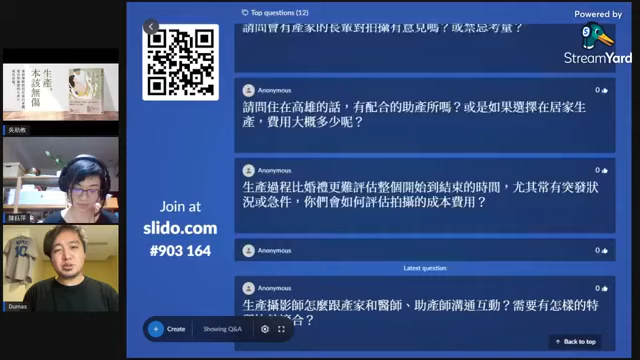 Top questions (12)
Powered by
StreamYard
請問會有產家的長輩對拍攝有意見嗎？或禁忌考量？
Anonymous
0
請問住在高雄的話，有配合的助產所嗎？或是如果選擇在居家生
產，費用大概多少呢？
Anonymous
0
生產過程比婚禮更難評估整個開始到結束的時間，尤其常有突發狀
況或急件，你們會如何評估拍攝的成本費用？
Anonymous
0
Latest question
Anonymous
0
生產攝影師怎麼跟產家和醫師、助產師溝通互動？需要有怎樣的特
合？
Back to top
Join at
slido.com
#903 164
Create
Showing Q&A
生產，
本該無傷
吳助教
陳鈺萍
Dumas